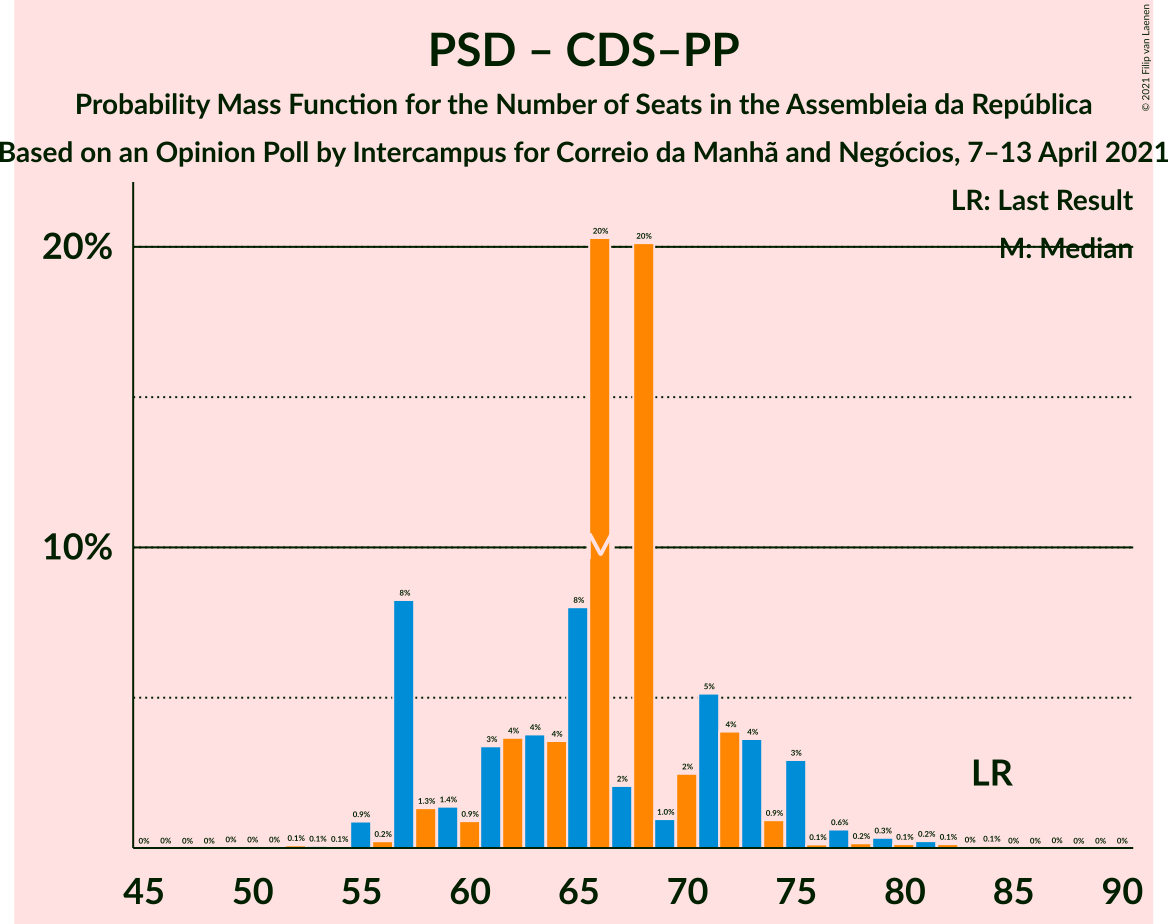 PSD – CDS–PP
Probability Mass Function for the Number of Seats in the Assembleia da República
Based on an Opinion Poll by Intercampus for Correio da Manhã and Negócios, 7–13 April 2021
© 2021 Filip van Laenen
LR: Last Result
M: Median
20%
10%
0% 0% 0% 0% 0% 0% 0% 0.1% 0.1% 0.1% 0.9% 0.2% 8% 1.3% 1.4% 0.9% 3% 4% 4% 4% 8% 20% 2% 20% 1.0% 2% 5% 4% 4% 0.9% 3% 0.1% 0.6% 0.2% 0.3% 0.1% 0.2% 0.1% 0% 0.1% 0% 0% 0% 0% 0% 0%
M
LR
45 50 55 60 65 70 75 80 85 90